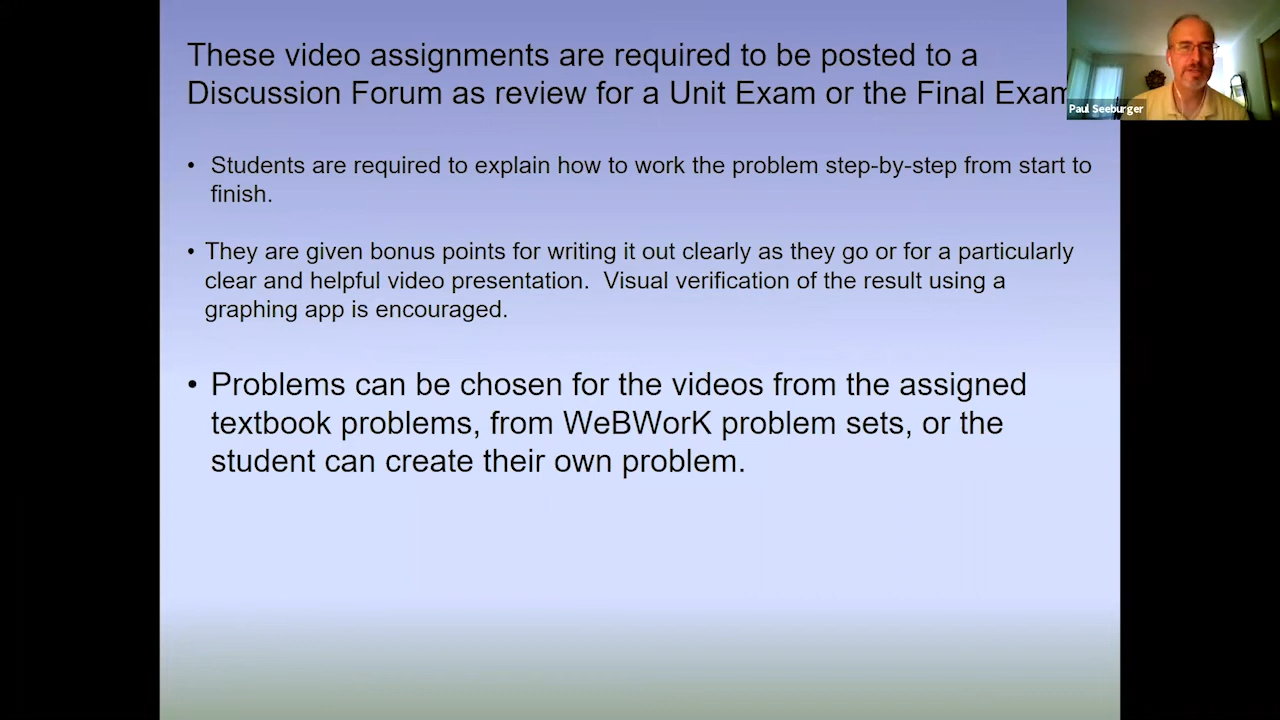 These video assignments are required to be posted to a
Discussion Forum as review for a Unit Exam or the Final Exam
Paul Seeburger
• Students are required to explain how to work the problem step-by-step from start to
finish.
• They are given bonus points for writing it out clearly as they go or for a particularly
clear and helpful video presentation. Visual verification of the result using a
graphing app is encouraged.
• Problems can be chosen for the videos from the assigned
textbook problems, from WeBWorK problem sets, or the
student can create their own problem.